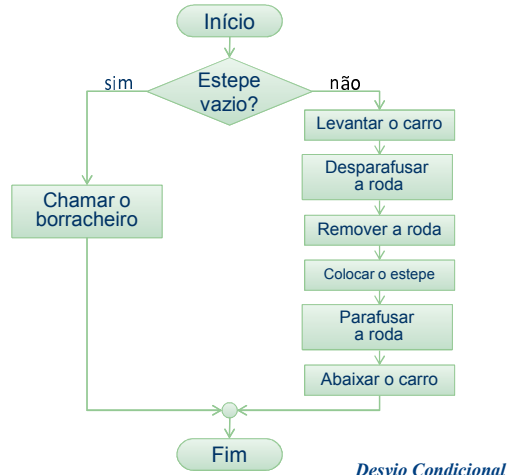 Início
sim
Estepe
vazio?
não
Levantar o carro
Desparafusar
a roda
Chamar o
borracheiro
Remover a roda
Colocar o estepe
Parafusar
a roda
Abaixar o carro
Fim
Desvio Condicional